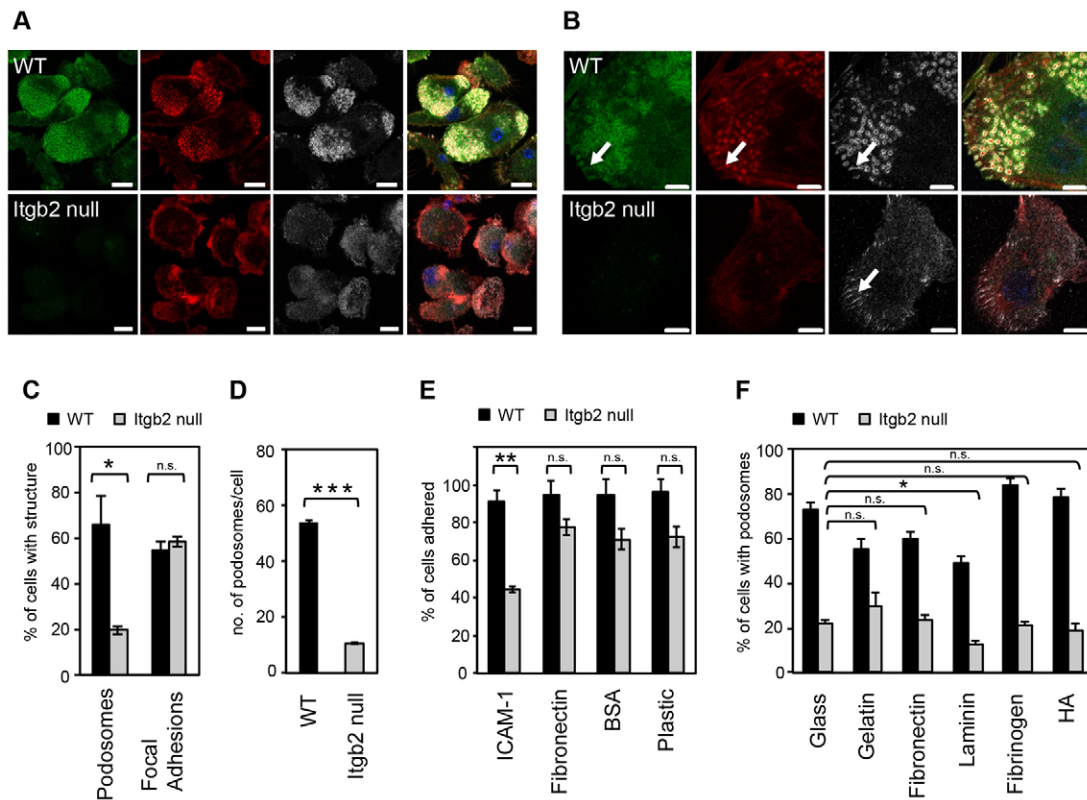 A
WT
Itgb2 null
B
WT
Itgb2 null
C
WT Itgb2 null
% of cells with structure
100
80
60
40
20
0
* n.s.
Podosomes
Focal
Adhesions
D
no. of podosomes/cell
80
60
40
20
0
***
WT
Itgb2 null
E
WT Itgb2 null
% of cells adhered
100
80
60
40
20
0
** n.s. n.s. n.s.
ICAM-1
Fibronectin
BSA
Plastic
F
WT Itgb2 null
% of cells with podosomes
100
80
60
40
20
0
n.s.
n.s.
*
n.s.
n.s.
Glass
Gelatin
Fibronectin
Laminin
Fibrinogen
HA